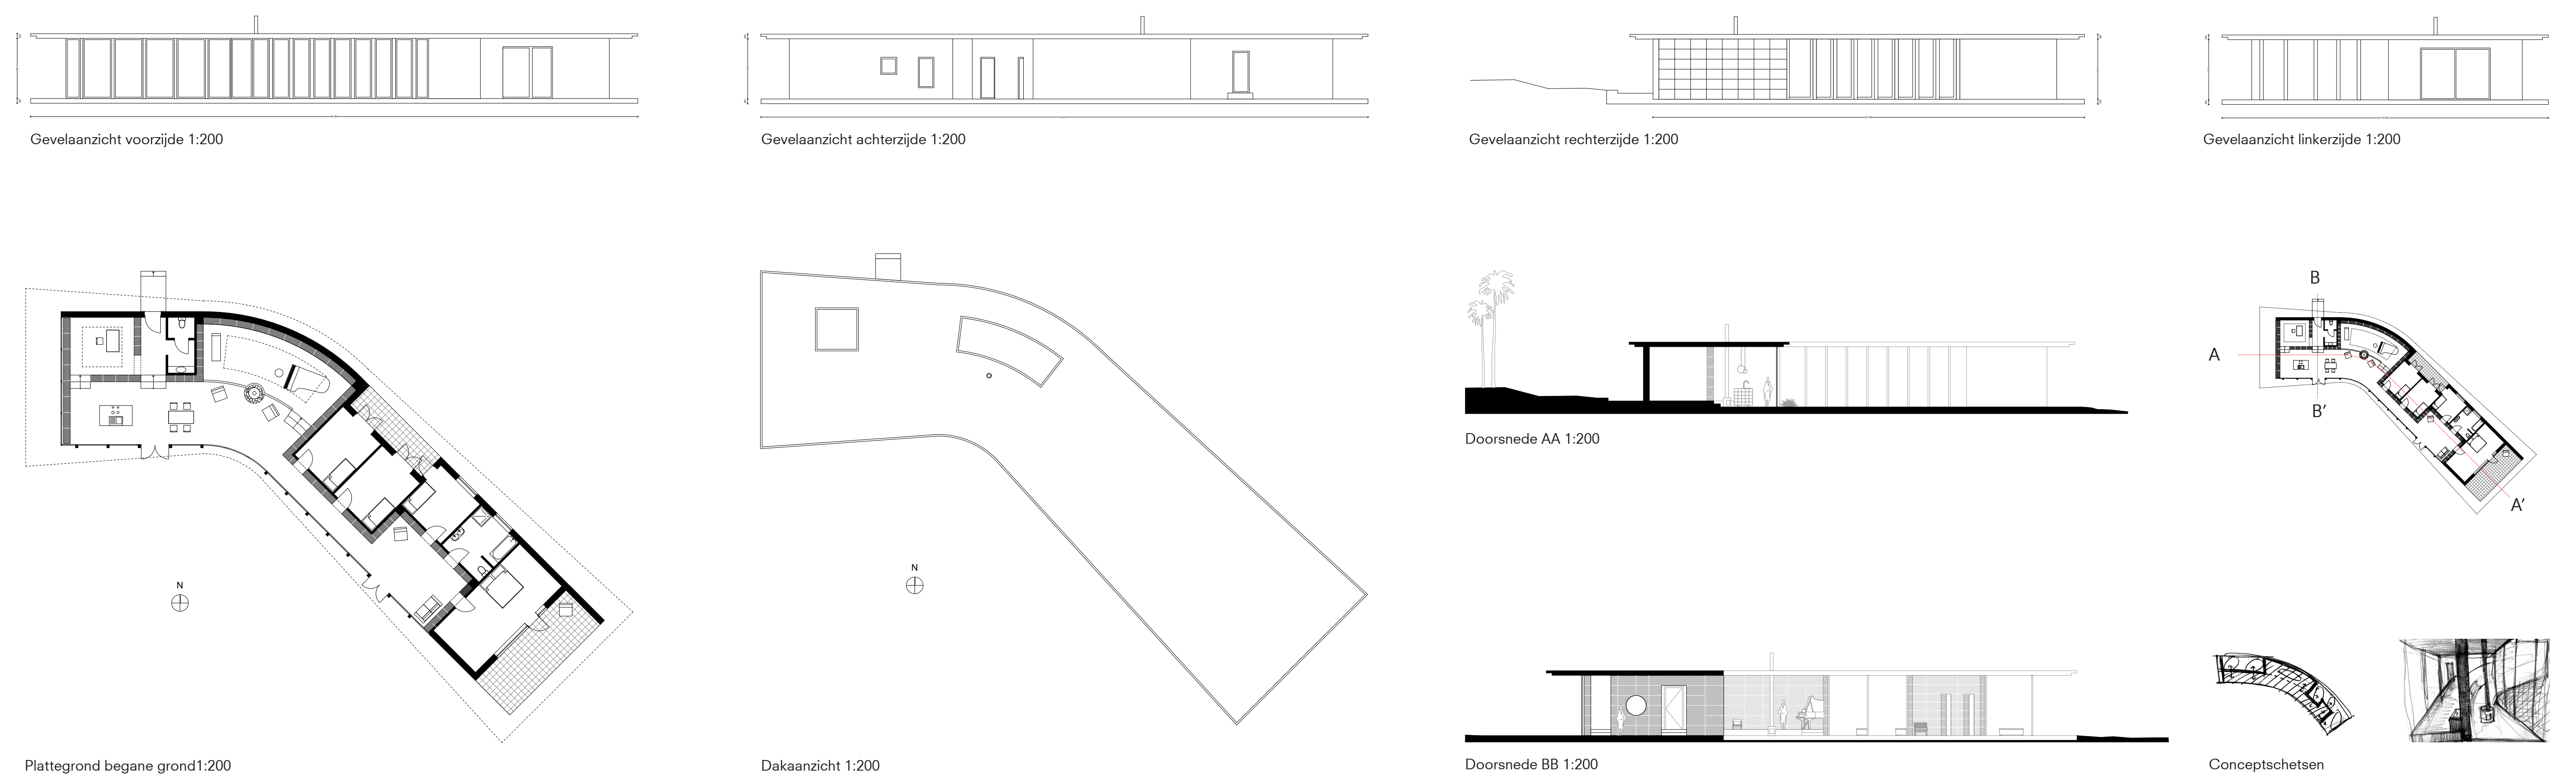 Gevelaanzicht voorzijde 1:200
Gevelaanzicht achterzijde 1:200
Gevelaanzicht rechterzijde 1:200
Gevelaanzicht linkerzijde 1:200
N
Plattegrond begane grond1:200
N
Dakaanzicht 1:200
Doorsnede AA 1:200
B
A
B’
A’
Doorsnede BB 1:200
Conceptschetsen